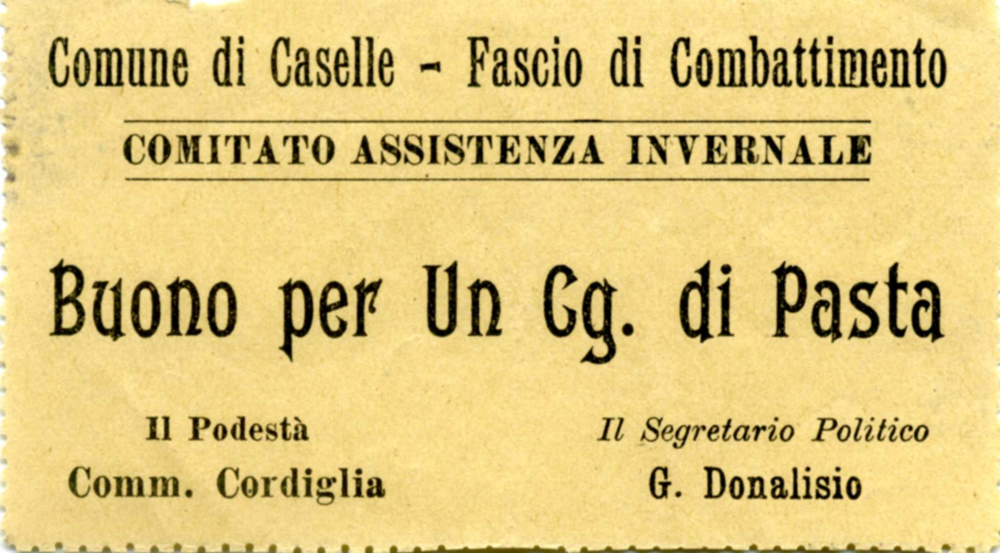 Comune di Caselle - Fascio di Combattimento
COMITATO ASSISTENZA INVERNALE
Buono per Un Cg. di Pasta
Il Podestà
Comm. Cordiglia
Il Segretario Politico
G. Donalisio